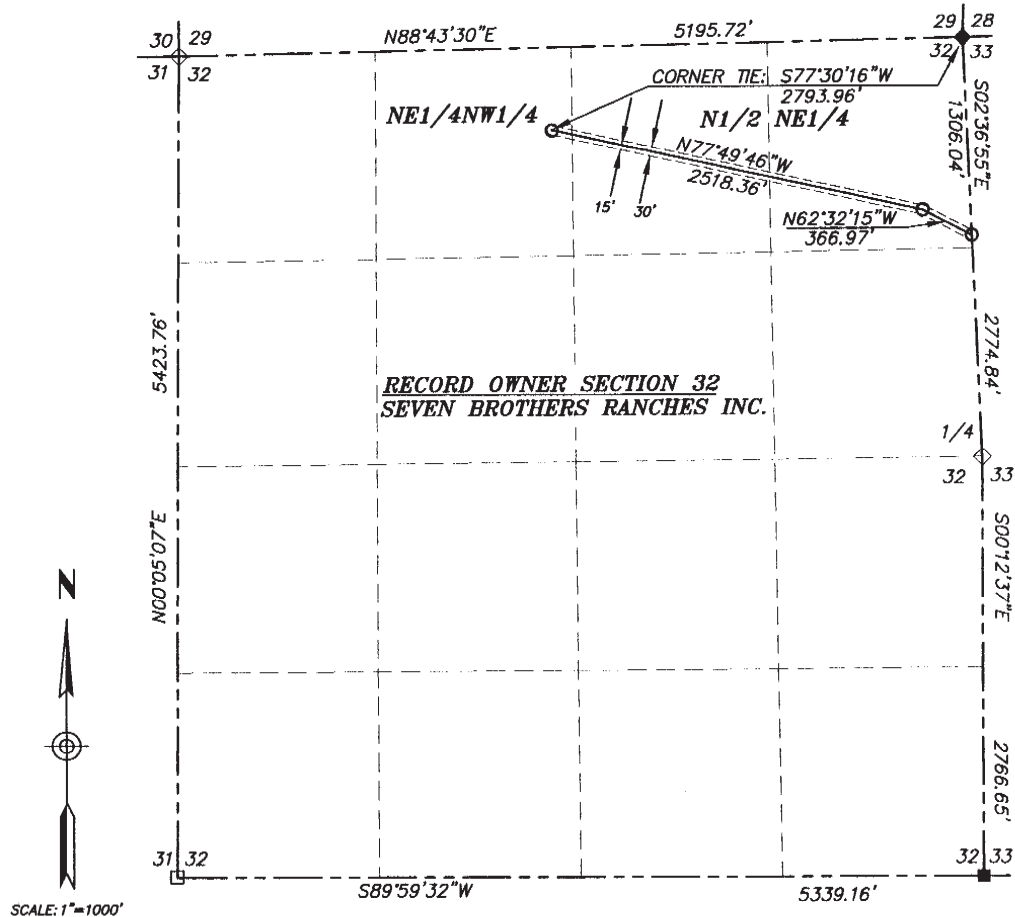 30 29
N88°43'30"E
5195.72'
29 28
31 32
32 33
CORNER TIE: S77°30'16"W
2793.96'
NE1/4NW1/4
N1/2 NE1/4
S02°36'55"E
1306.04'
N77°49'46"W
2518.36'
15'
30'
N62°32'15"W
366.97'
5423.76'
2774.84'
RECORD OWNER SECTION 32
SEVEN BROTHERS RANCHES INC.
1/4
32 33
N00°05'07"E
S00°12'37"E
N
2766.65'
31 32
32 33
S89°59'32"W
5339.16'
SCALE: 1"=1000'